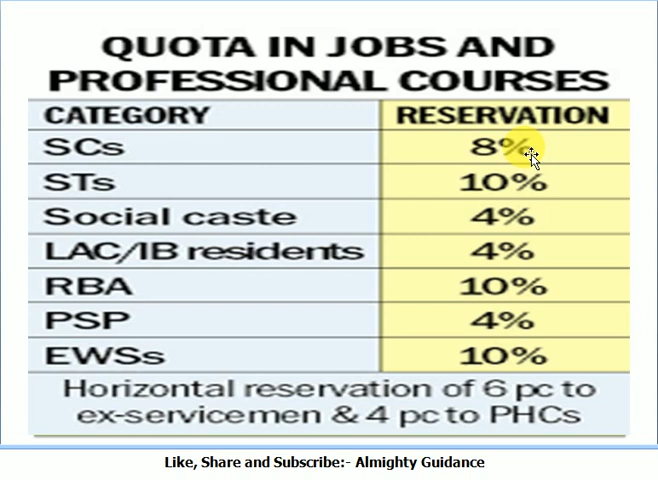 QUOTA IN JOBS AND
PROFESSIONAL COURSES
CATEGORY RESERVATION
SCs 8%
STs 10%
Social caste 4%
LAC/IB residents 4%
RBA 10%
PSP 4%
EWSs 10%
Horizontal reservation of 6 pc to
ex-servicemen & 4 pc to PHCs
Like, Share and Subscribe:- Almighty Guidance